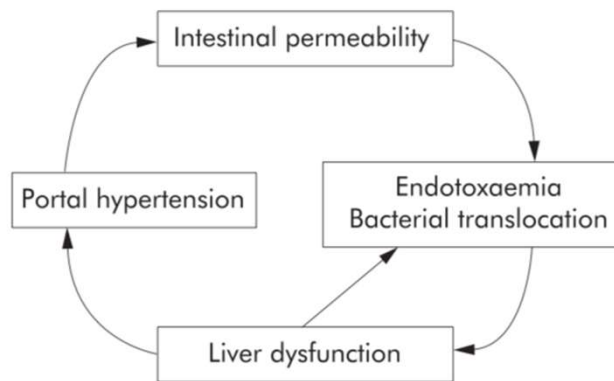 Intestinal permeability
Portal hypertension
Endotoxaemia
Bacterial translocation
Liver dysfunction